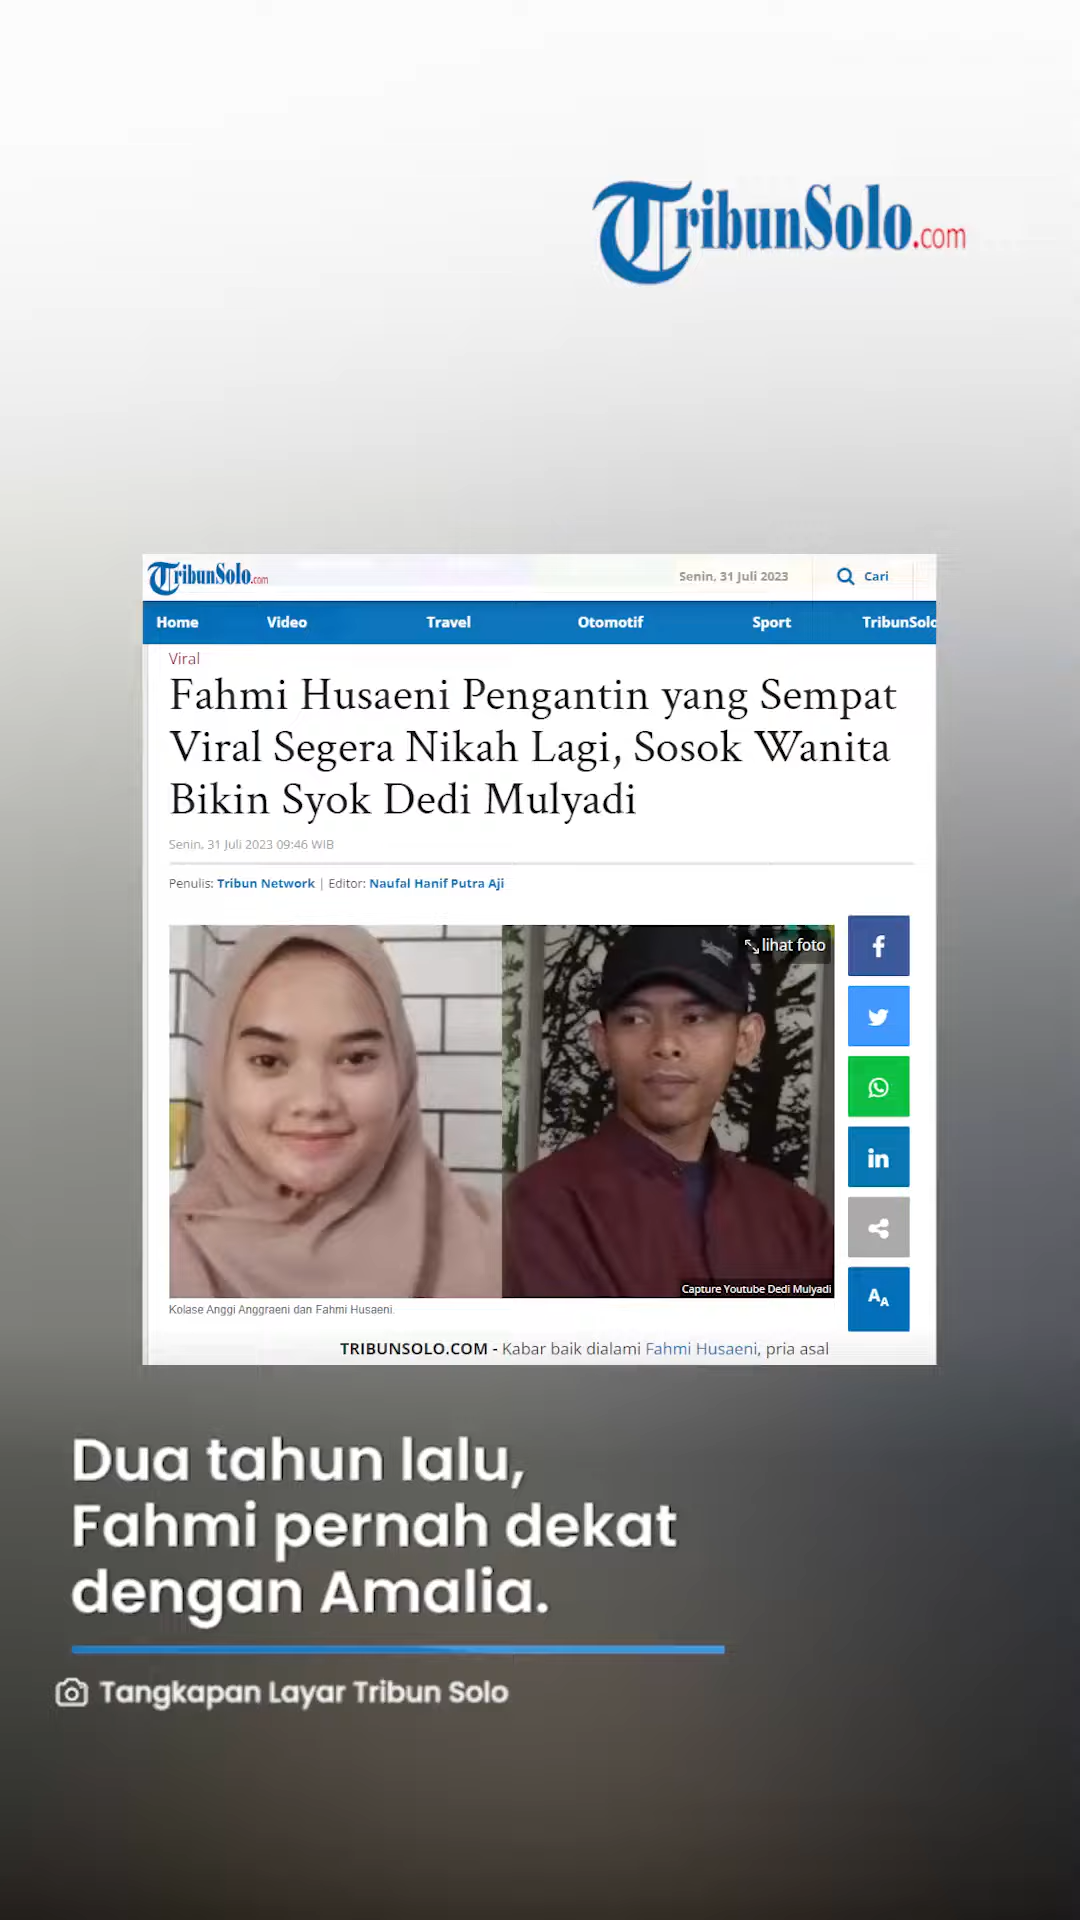 TribunSolo.com
TribunSolo.com
Senin, 31 Juli 2023
Cari
Home Video Travel Otomotif Sport TribunSolo
Viral
Fahmi Husaeni Pengantin yang Sempat
Viral Segera Nikah Lagi, Sosok Wanita
Bikin Syok Dedi Mulyadi
Senin, 31 Juli 2023 09:46 WIB
Penulis: Tribun Network | Editor: Naufal Hanif Putra Aji
lihat foto
Capture Youtube Dedi Mulyadi
Kolase Anggi Anggraeni dan Fahmi Husaeni.
TRIBUNSOLO.COM - Kabar baik dialami Fahmi Husaeni, pria asal
Dua tahun lalu,
Fahmi pernah dekat
dengan Amalia.
Tangkapan Layar Tribun Solo